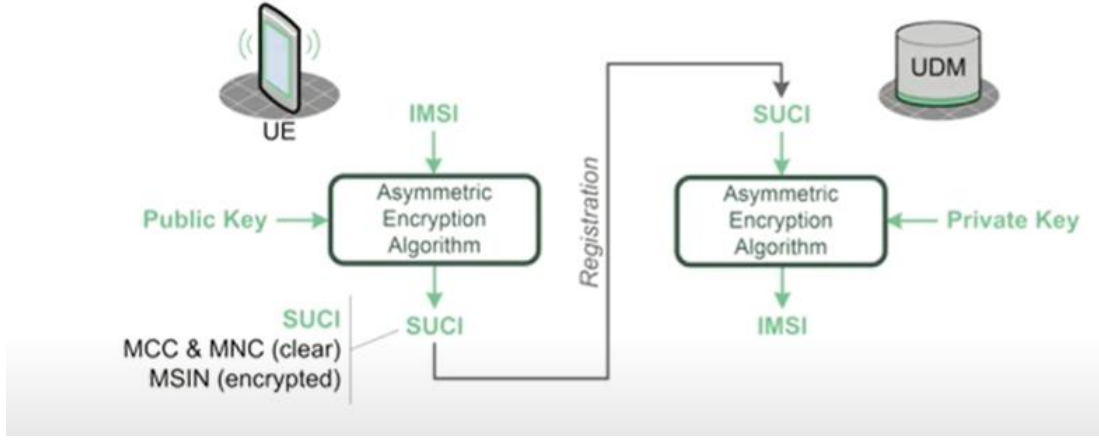 UE
IMSI
Public Key
Asymmetric
Encryption
Algorithm
SUCI
SUCI
MCC & MNC (clear)
MSIN (encrypted)
Registration
UDM
SUCI
Asymmetric
Encryption
Algorithm
Private Key
IMSI